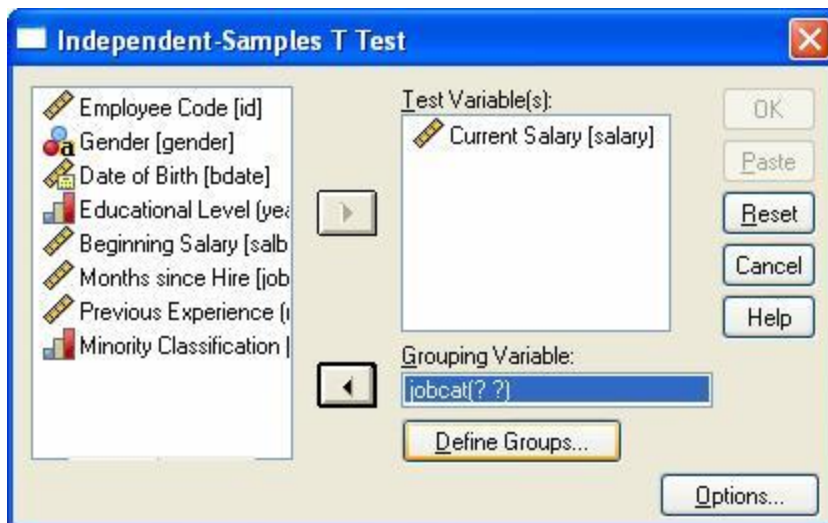 Independent-Samples T Test
Employee Code [id]
Gender [gender]
Date of Birth [bdate]
Educational Level (yea
Beginning Salary [salb
Months since Hire [job
Previous Experience (r
Minority Classification [
Test Variable(s):
Current Salary [salary]
Grouping Variable:
jobcat(? ?)
Define Groups...
OK
Paste
Reset
Cancel
Help
Options...